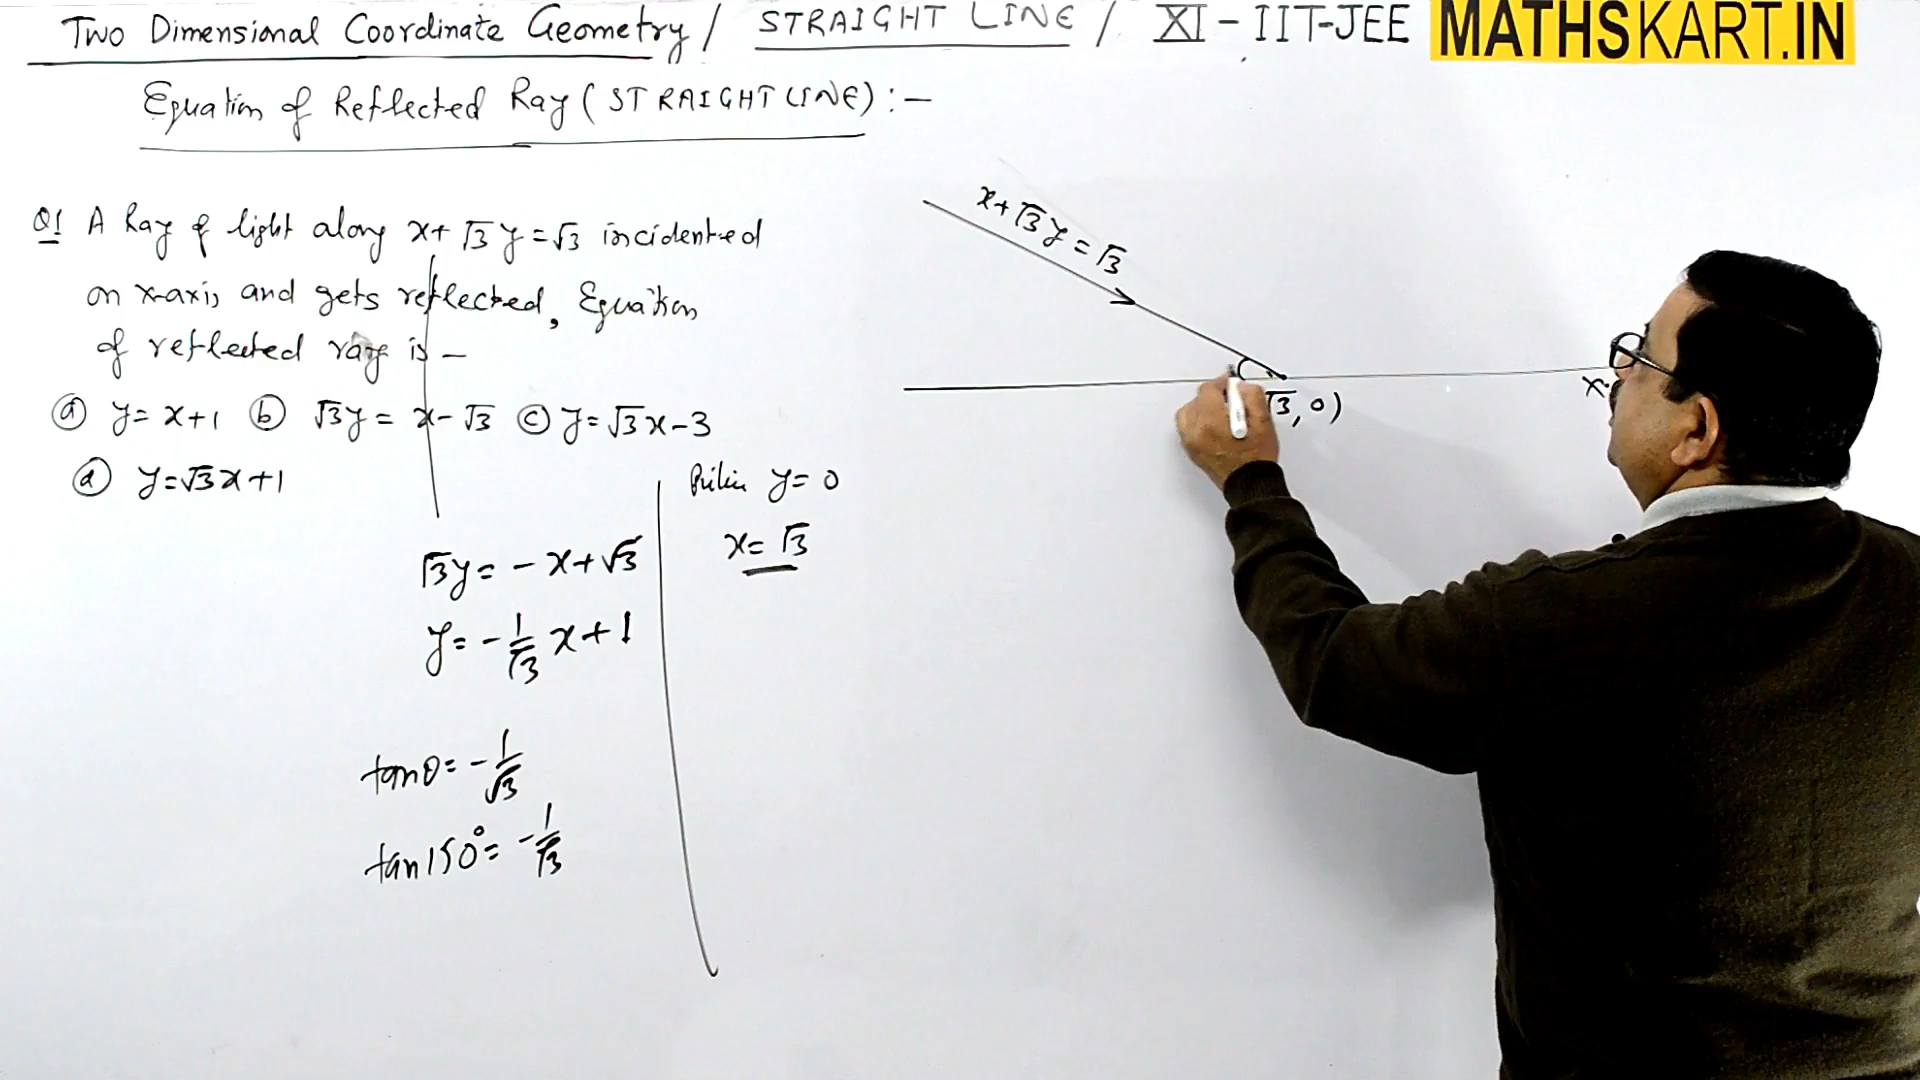 Two Dimensional Coordinate Geometry / STRAIGHT LINE / XI - IIT-JEE
MATHSKART.IN
Equation of Reflected Ray (STRAIGHT LINE) : —
Q1 A Ray of light along x+√3 y = √3 incidented
on x-axis and gets reflected, Equation
of reflected ray is —
(a) y = x+1 (b) √3y = x-√3 (c) y=√3x-3
(d) y=√3x+1
√3y = -x+√3
y = -1/√3 x+1
tanθ = -1/√3
tan150° = -1/√3
y = 0
x = √3
x+√3y = √3
√3, 0)
x